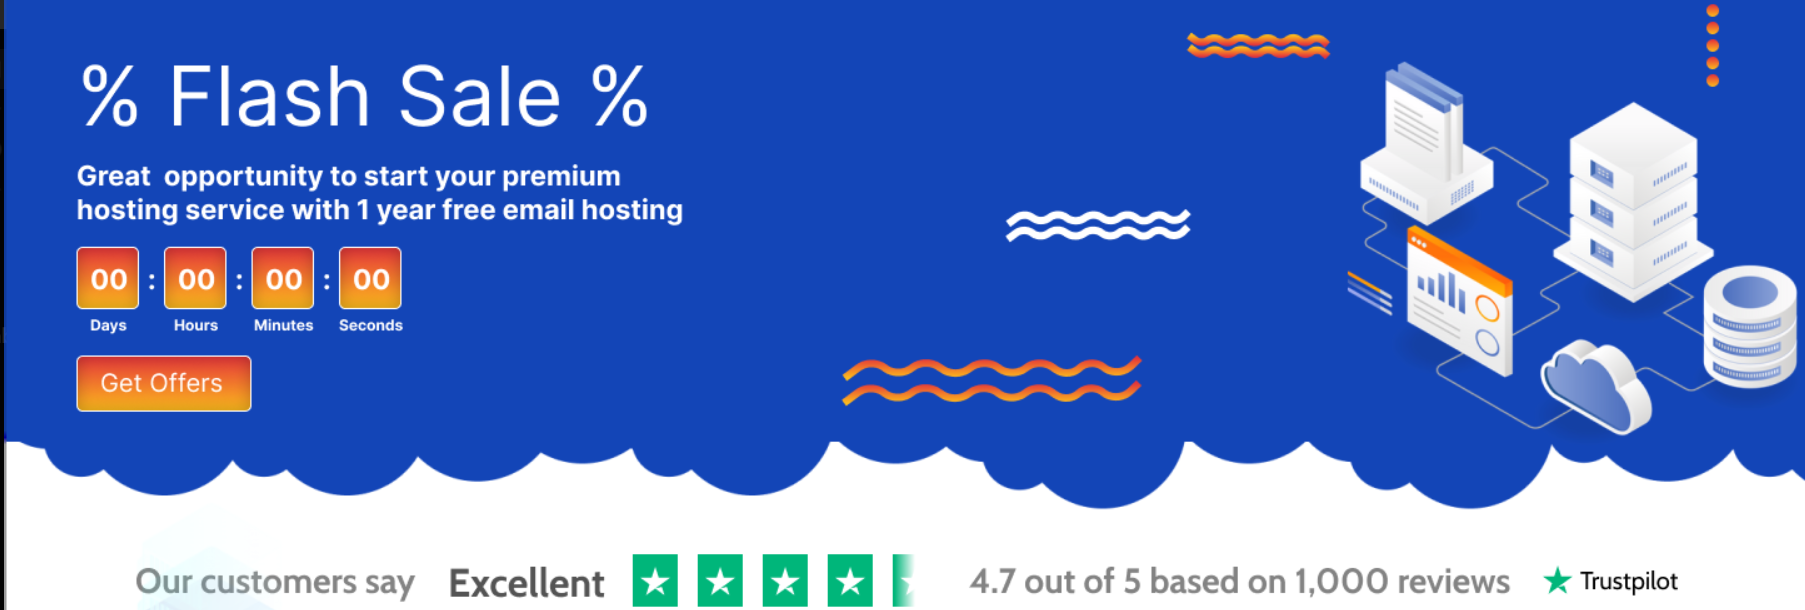 % Flash Sale %
Great opportunity to start your premium
hosting service with 1 year free email hosting
00 : 00 : 00 : 00
Days Hours Minutes Seconds
Get Offers
Our customers say Excellent 4.7 out of 5 based on 1,000 reviews Trustpilot